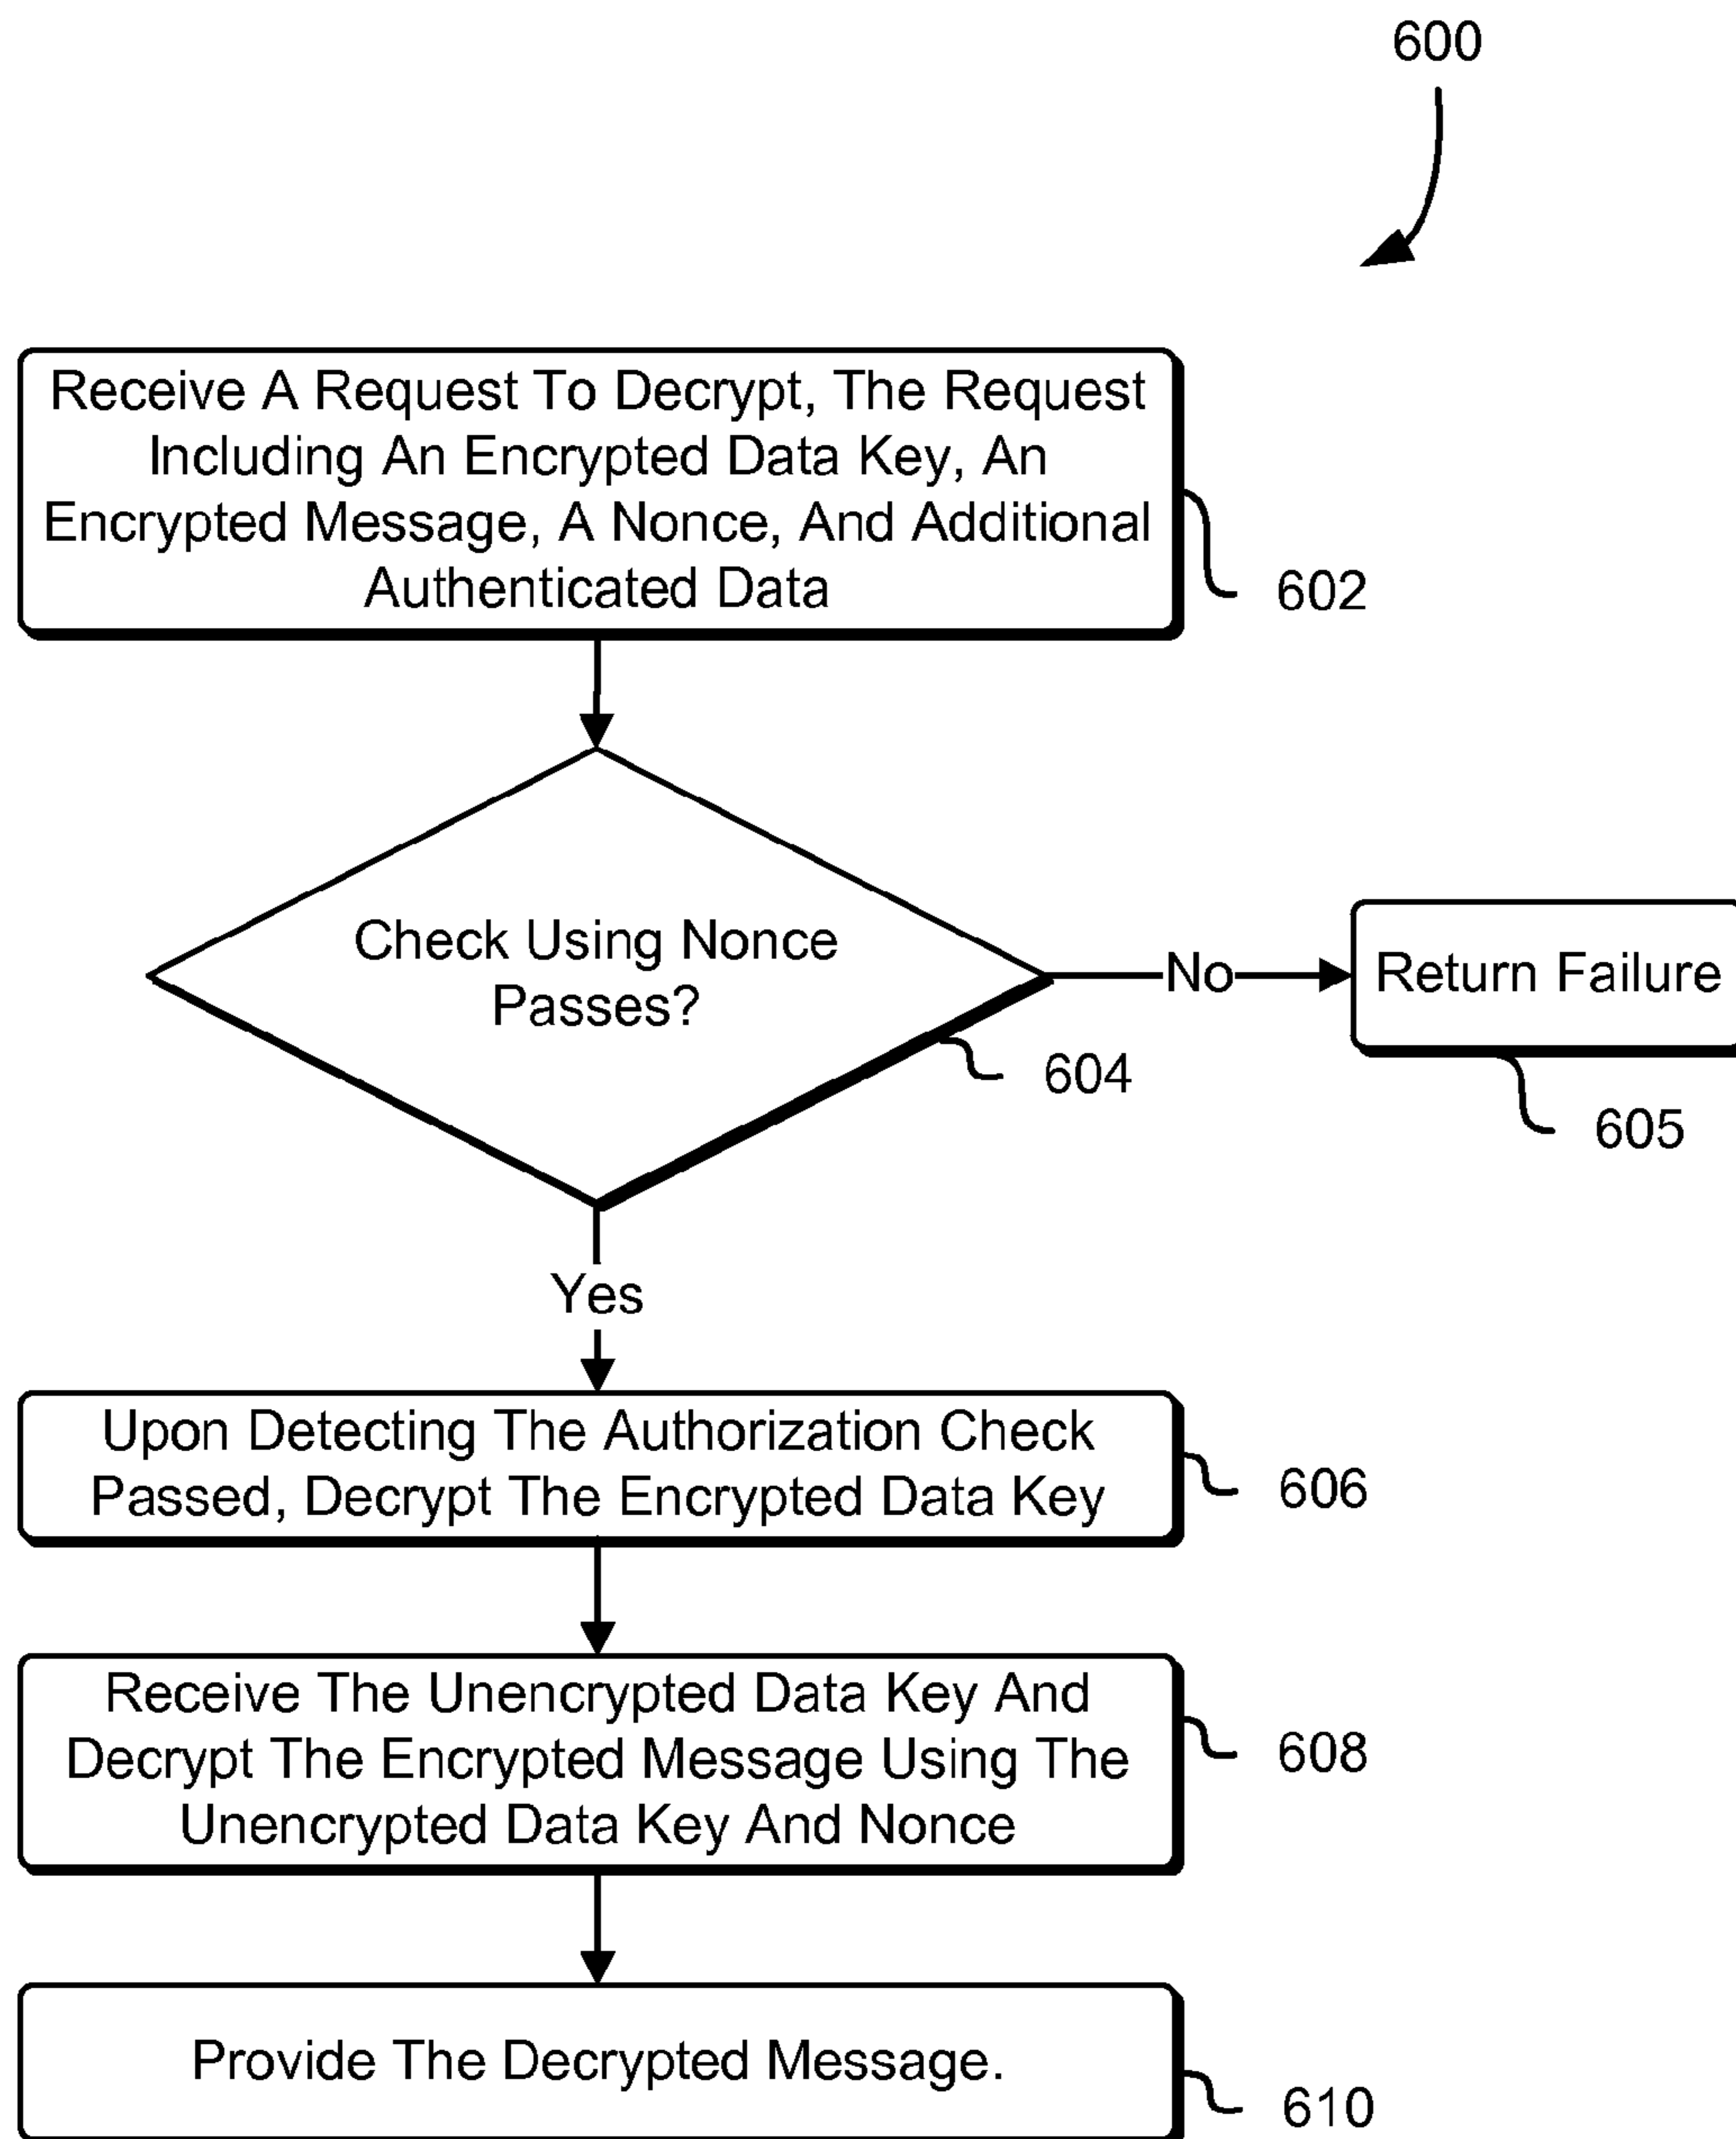 600
Receive A Request To Decrypt, The Request
Including An Encrypted Data Key, An
Encrypted Message, A Nonce, And Additional
Authenticated Data
602
Check Using Nonce
Passes?
No
Return Failure
604
605
Yes
Upon Detecting The Authorization Check
Passed, Decrypt The Encrypted Data Key
606
Receive The Unencrypted Data Key And
Decrypt The Encrypted Message Using The
Unencrypted Data Key And Nonce
608
Provide The Decrypted Message.
610